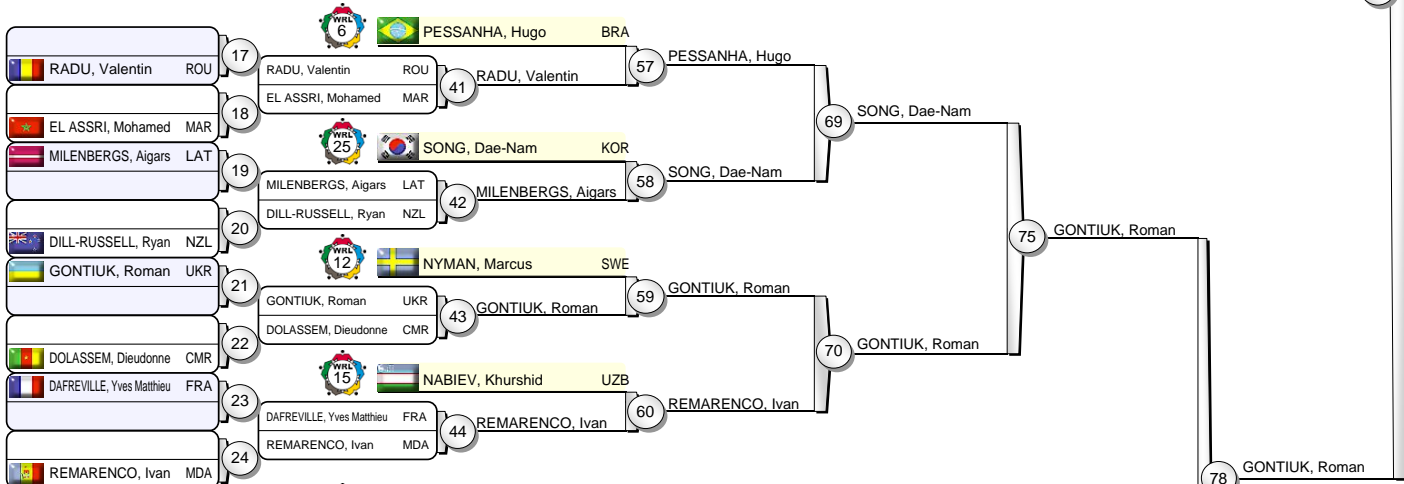 RADU, Valentin ROU
17
EL ASSRI, Mohamed MAR
18
MILENBERGS, Aigars LAT
19
DILL-RUSSELL, Ryan NZL
20
GONTIUK, Roman UKR
21
DOLASSEM, Dieudonne CMR
22
DAFREVILLE, Yves Matthieu FRA
23
REMARENCO, Ivan MDA
24
WRL
6
PESSANHA, Hugo BRA
RADU, Valentin ROU
EL ASSRI, Mohamed MAR
41
RADU, Valentin
WRL
25
SONG, Dae-Nam KOR
MILENBERGS, Aigars LAT
DILL-RUSSELL, Ryan NZL
42
MILENBERGS, Aigars
WRL
12
NYMAN, Marcus SWE
GONTIUK, Roman UKR
DOLASSEM, Dieudonne CMR
43
GONTIUK, Roman
WRL
15
NABIEV, Khurshid UZB
DAFREVILLE, Yves Matthieu FRA
REMARENCO, Ivan MDA
44
REMARENCO, Ivan
57
PESSANHA, Hugo
58
SONG, Dae-Nam
59
GONTIUK, Roman
60
REMARENCO, Ivan
69
SONG, Dae-Nam
70
GONTIUK, Roman
75
GONTIUK, Roman
78
GONTIUK, Roman